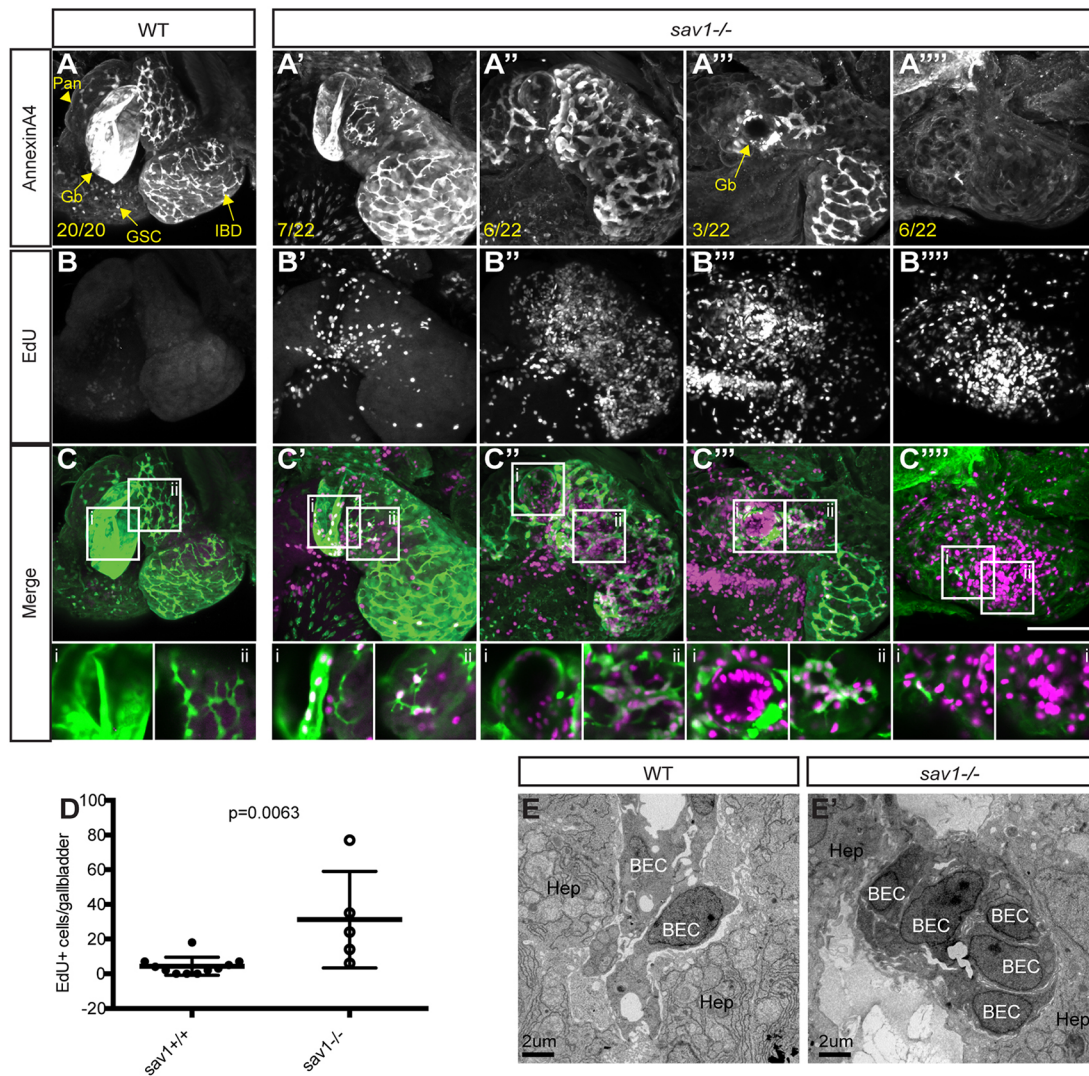 WT
sav1-/-
AnnexinA4
A
Pan
Gb
GSC
IBD
20/20
A'
7/22
A''
6/22
A'''
Gb
3/22
A''''
6/22
EdU
B
B'
B''
B'''
B''''
Merge
C
i
ii
C'
i
ii
C''
i
ii
C'''
i
ii
C''''
i
ii
i
ii
i
ii
i
ii
i
ii
i
i
D
p=0.0063
EdU+ cells/gallbladder
100
80
60
40
20
0
-20
sav1+/+
sav1-/-
WT
sav1-/-
E
BEC
Hep
BEC
Hep
2um
E'
Hep
BEC
BEC
BEC
BEC
BEC
Hep
2um